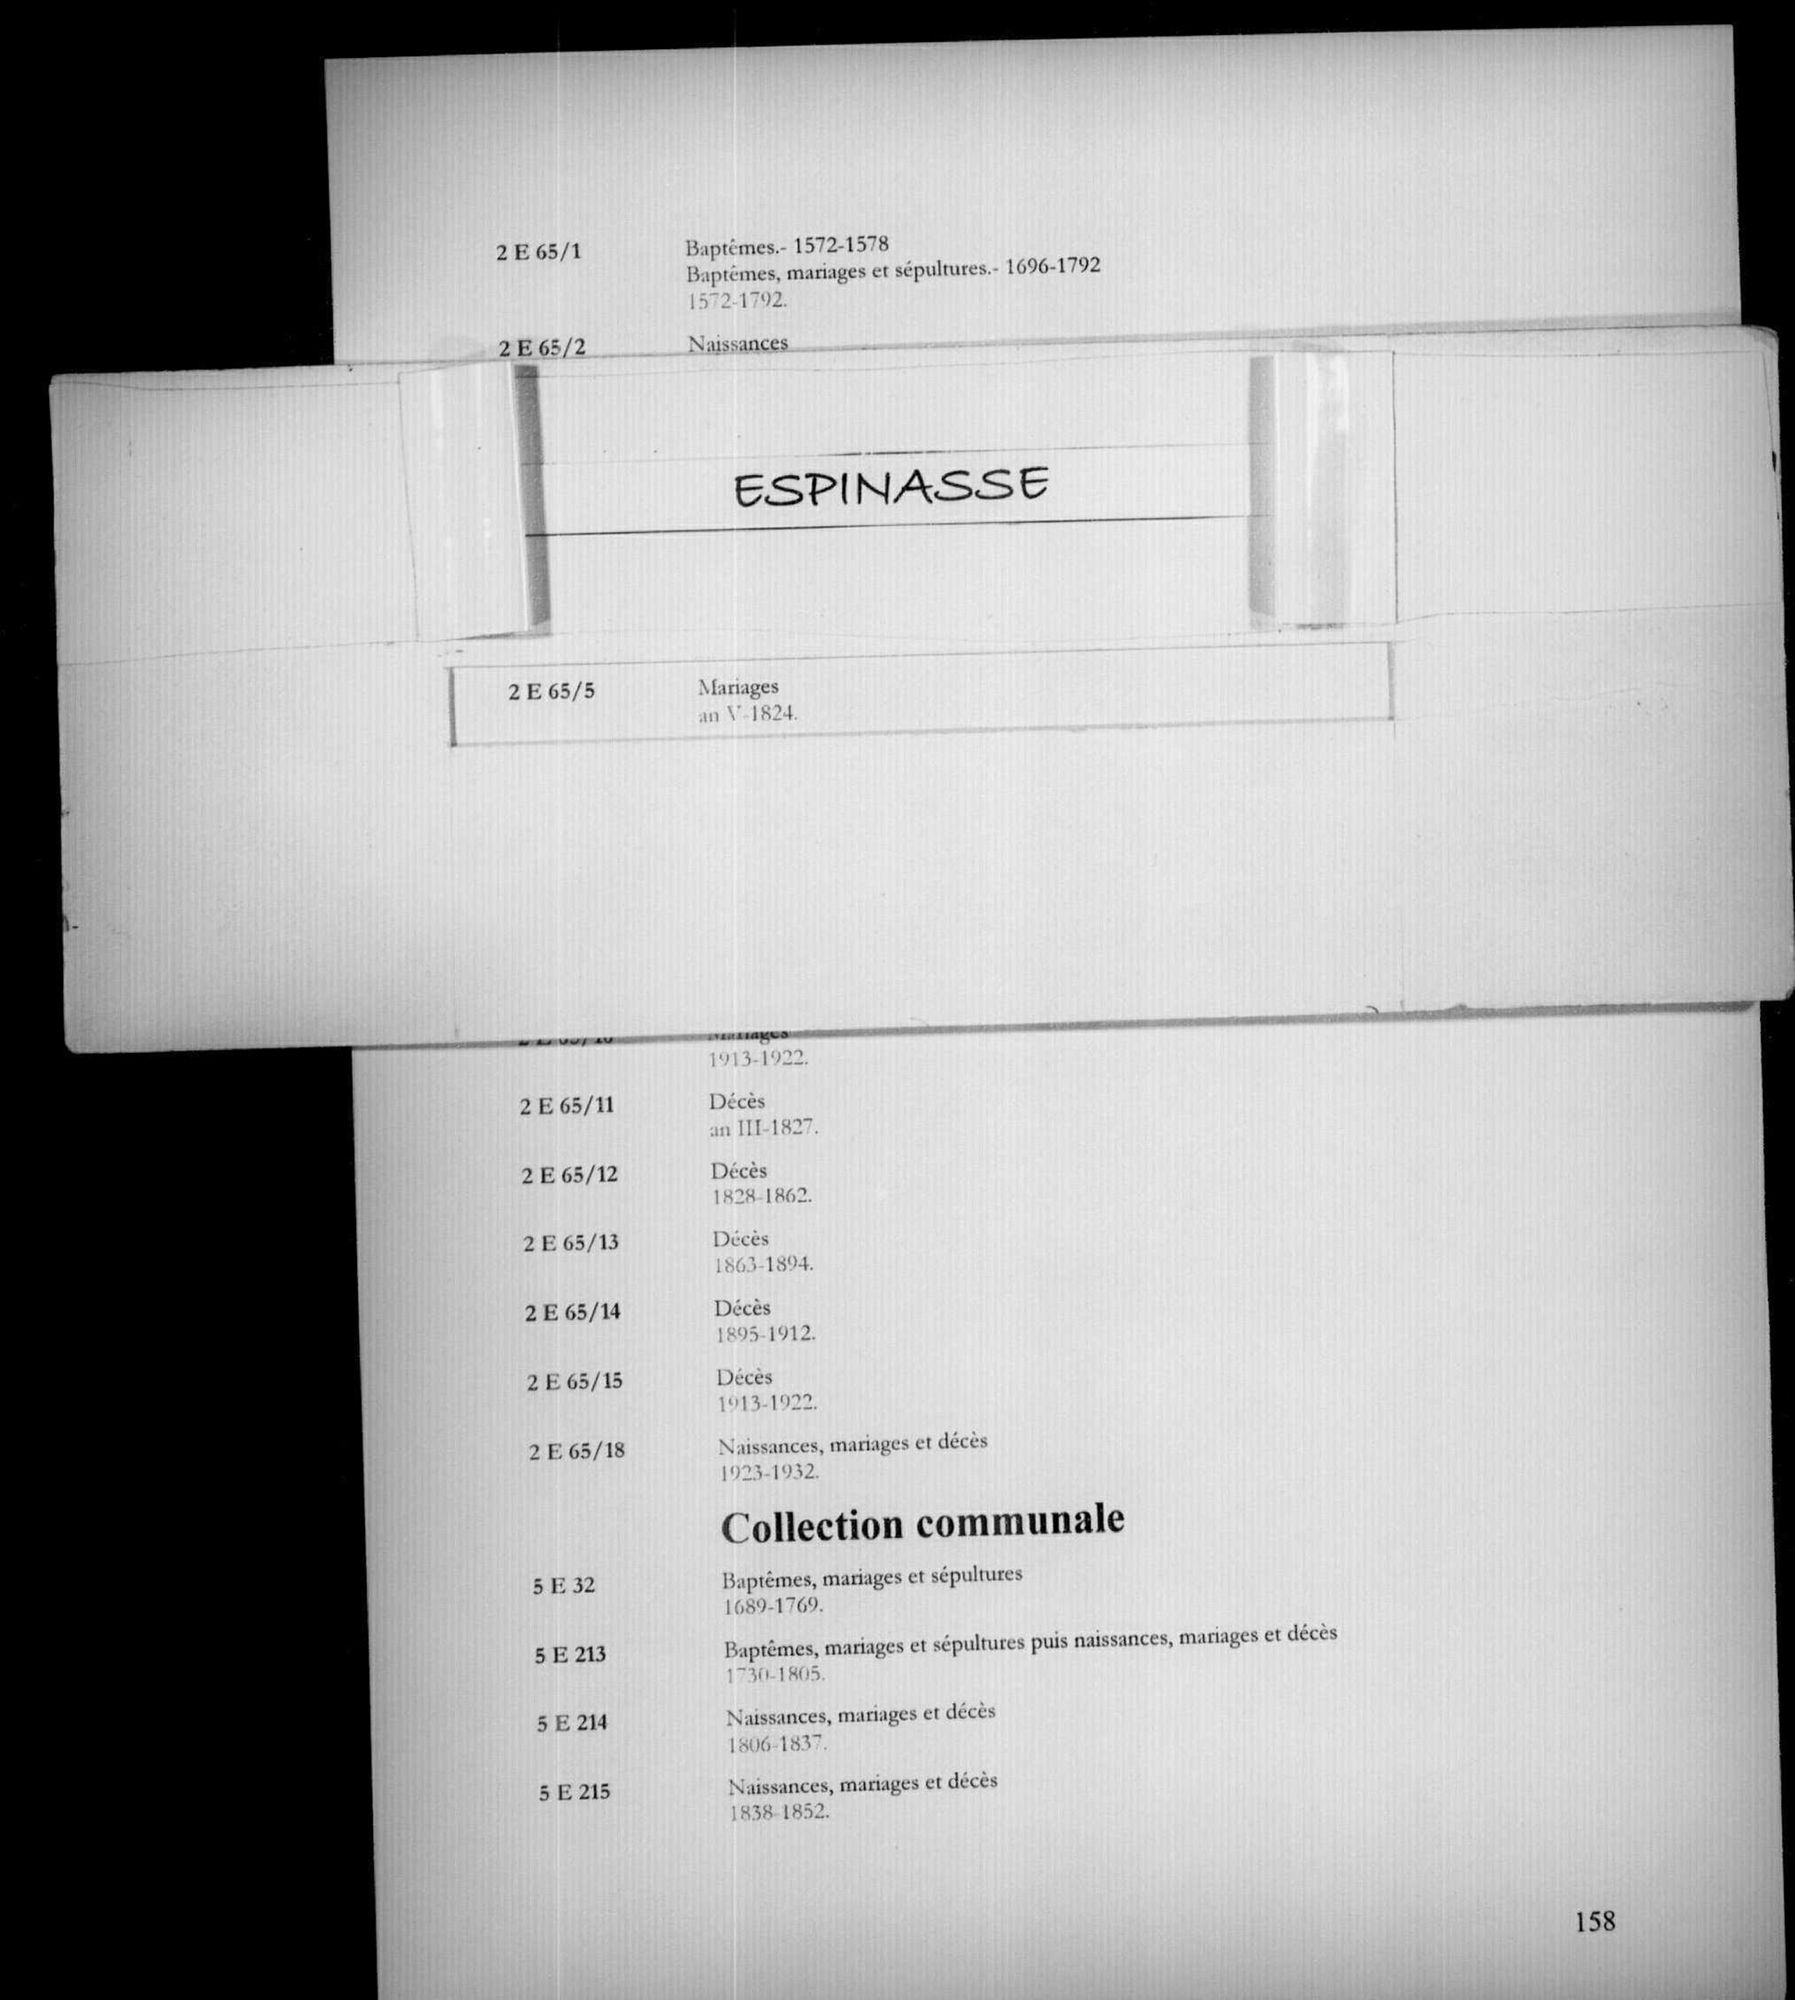 2 E 65/1 Baptêmes.- 1572-1578
Baptêmes, mariages et sépultures.- 1696-1792
1572-1792.
2 E 65/2 Naissances
ESPINASSE
2 E 65/5 Mariages
an V-1824.
Mariages
1913-1922.
2 E 65/11 Décès
an III-1827.
2 E 65/12 Décès
1828-1862.
2 E 65/13 Décès
1863-1894.
2 E 65/14 Décès
1895-1912.
2 E 65/15 Décès
1913-1922.
2 E 65/18 Naissances, mariages et décès
1923-1932.
Collection communale
5 E 32 Baptêmes, mariages et sépultures
1689-1769.
5 E 213 Baptêmes, mariages et sépultures puis naissances, mariages et décès
1730-1805.
5 E 214 Naissances, mariages et décès
1806-1837.
5 E 215 Naissances, mariages et décès
1838-1852.
158